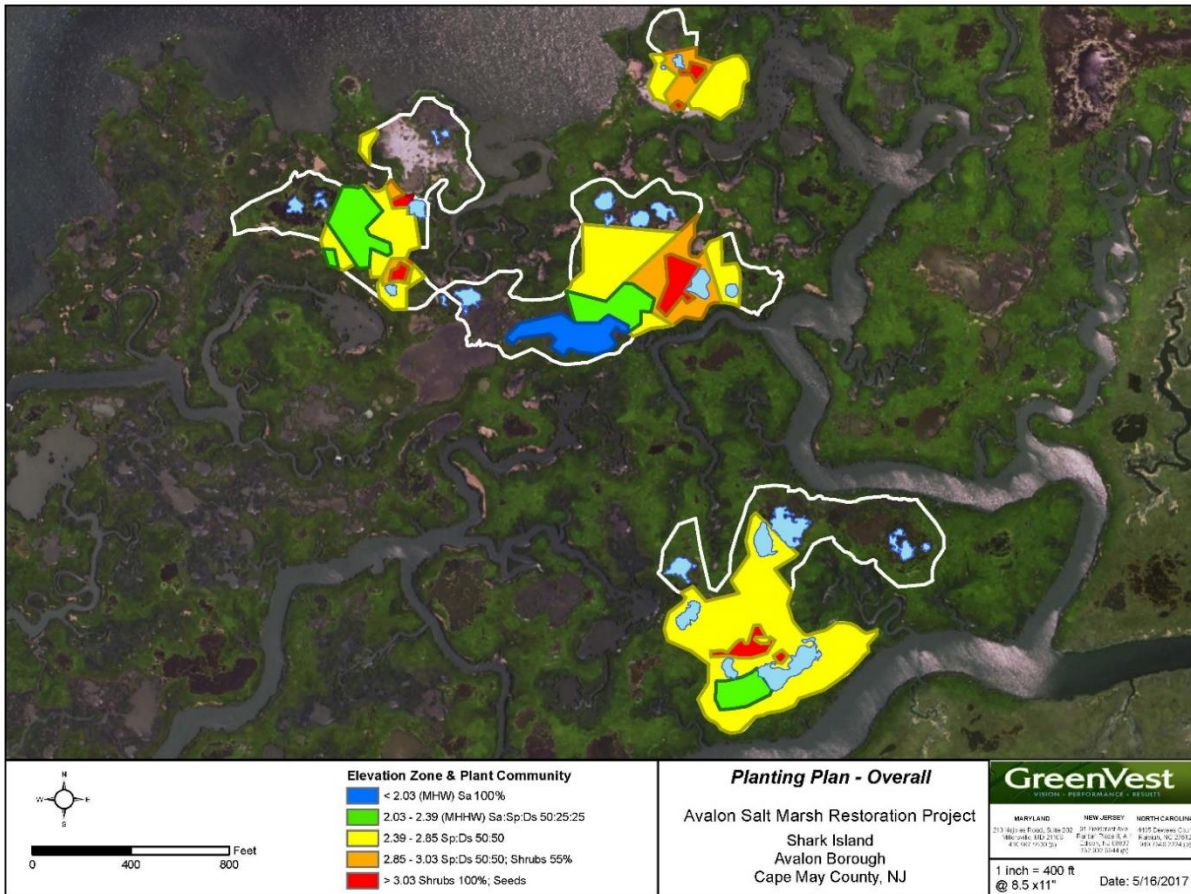 N
W E
S
0 400 800
Feet
Elevation Zone & Plant Community
< 2.03 (MHW) Sa 100%
2.03 - 2.39 (MHHW) Sa:Sp:Ds 50:25:25
2.39 - 2.85 Sp:Ds 50:50
2.85 - 3.03 Sp:Ds 50:50; Shrubs 55%
> 3.03 Shrubs 100%; Seeds
Planting Plan - Overall
Avalon Salt Marsh Restoration Project
Shark Island
Avalon Borough
Cape May County, NJ
GreenVest
VISION - PERFORMANCE - RESULTS
MARYLAND NEW JERSEY NORTH CAROLINA
1 inch = 400 ft
@ 8.5 x11"
Date: 5/16/2017